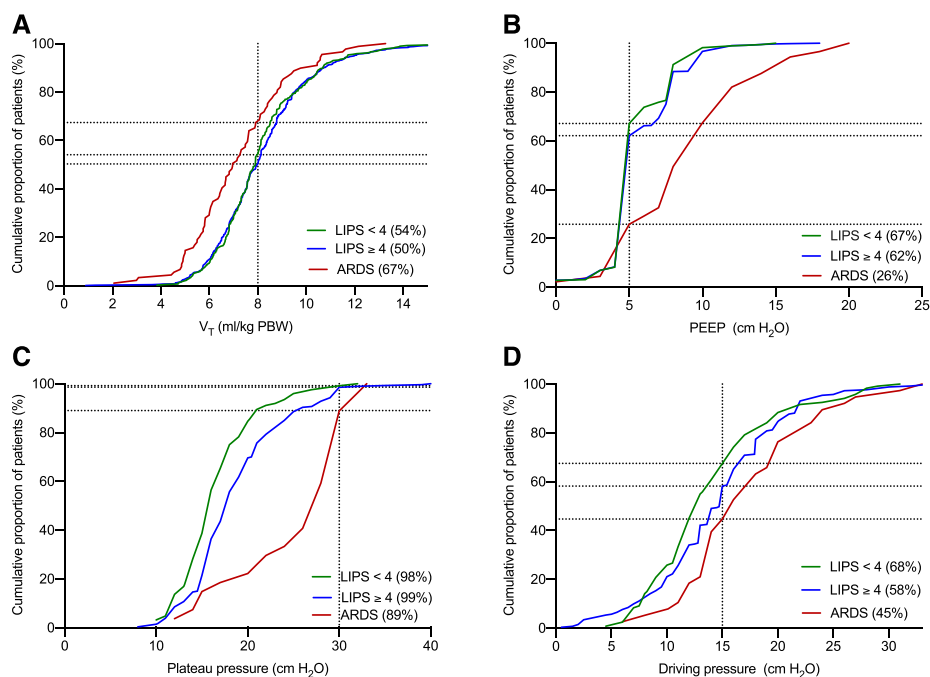 A
Cumulative proportion of patients (%)
100
80
60
40
20
0
0 2 4 6 8 10 12 14
V_T (ml/kg PBW)
LIPS < 4 (54%)
LIPS ≥ 4 (50%)
ARDS (67%)
B
Cumulative proportion of patients (%)
100
80
60
40
20
0
0 5 10 15 20 25
PEEP (cm H₂O)
LIPS < 4 (67%)
LIPS ≥ 4 (62%)
ARDS (26%)
C
Cumulative proportion of patients (%)
100
80
60
40
20
0
0 10 20 30 40
Plateau pressure (cm H₂O)
LIPS < 4 (98%)
LIPS ≥ 4 (99%)
ARDS (89%)
D
Cumulative proportion of patients (%)
100
80
60
40
20
0
0 5 10 15 20 25 30
Driving pressure (cm H₂O)
LIPS < 4 (68%)
LIPS ≥ 4 (58%)
ARDS (45%)